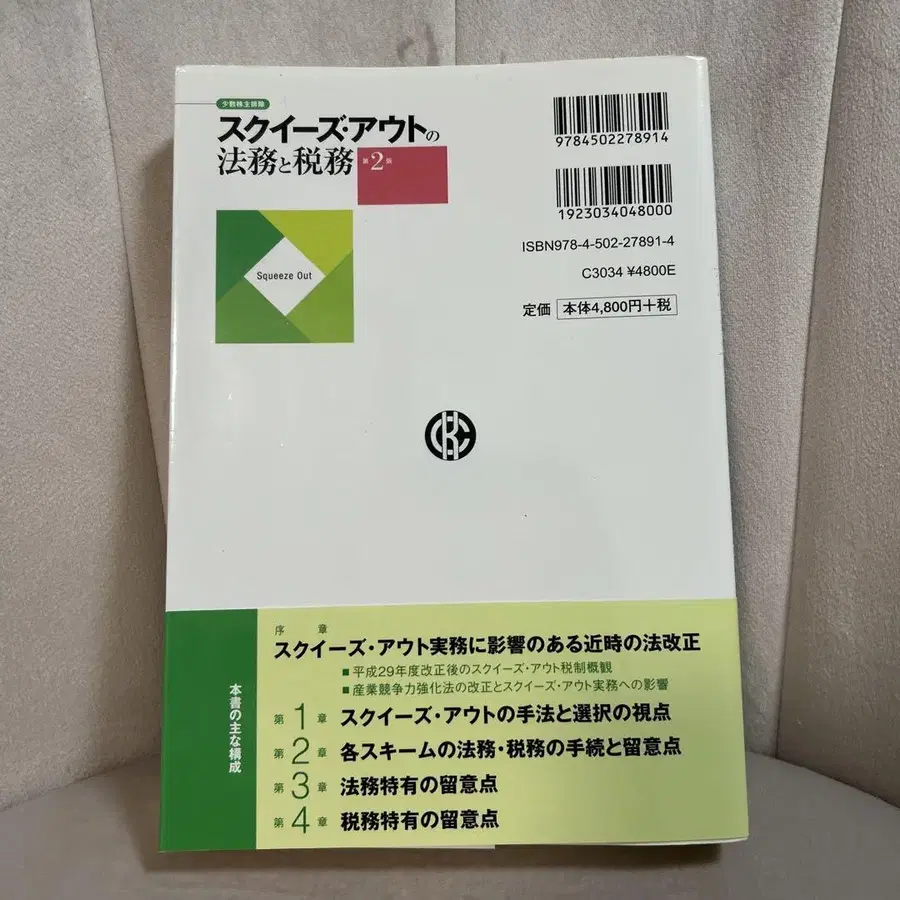 少数株主排除
スクイーズ・アウトの
法務と税務
第2版
Squeeze Out
9784502278914
1923034048000
ISBN978-4-502-27891-4
C3034 ¥4800E
定価 本体4,800円+税
本書の主な構成
序章
スクイーズ・アウト実務に影響のある近時の法改正
■平成29年度改正後のスクイーズ・アウト税制概観
■産業競争力強化法の改正とスクイーズ・アウト実務への影響
第1章 スクイーズ・アウトの手法と選択の視点
第2章 各スキームの法務・税務の手続と留意点
第3章 法務特有の留意点
第4章 税務特有の留意点